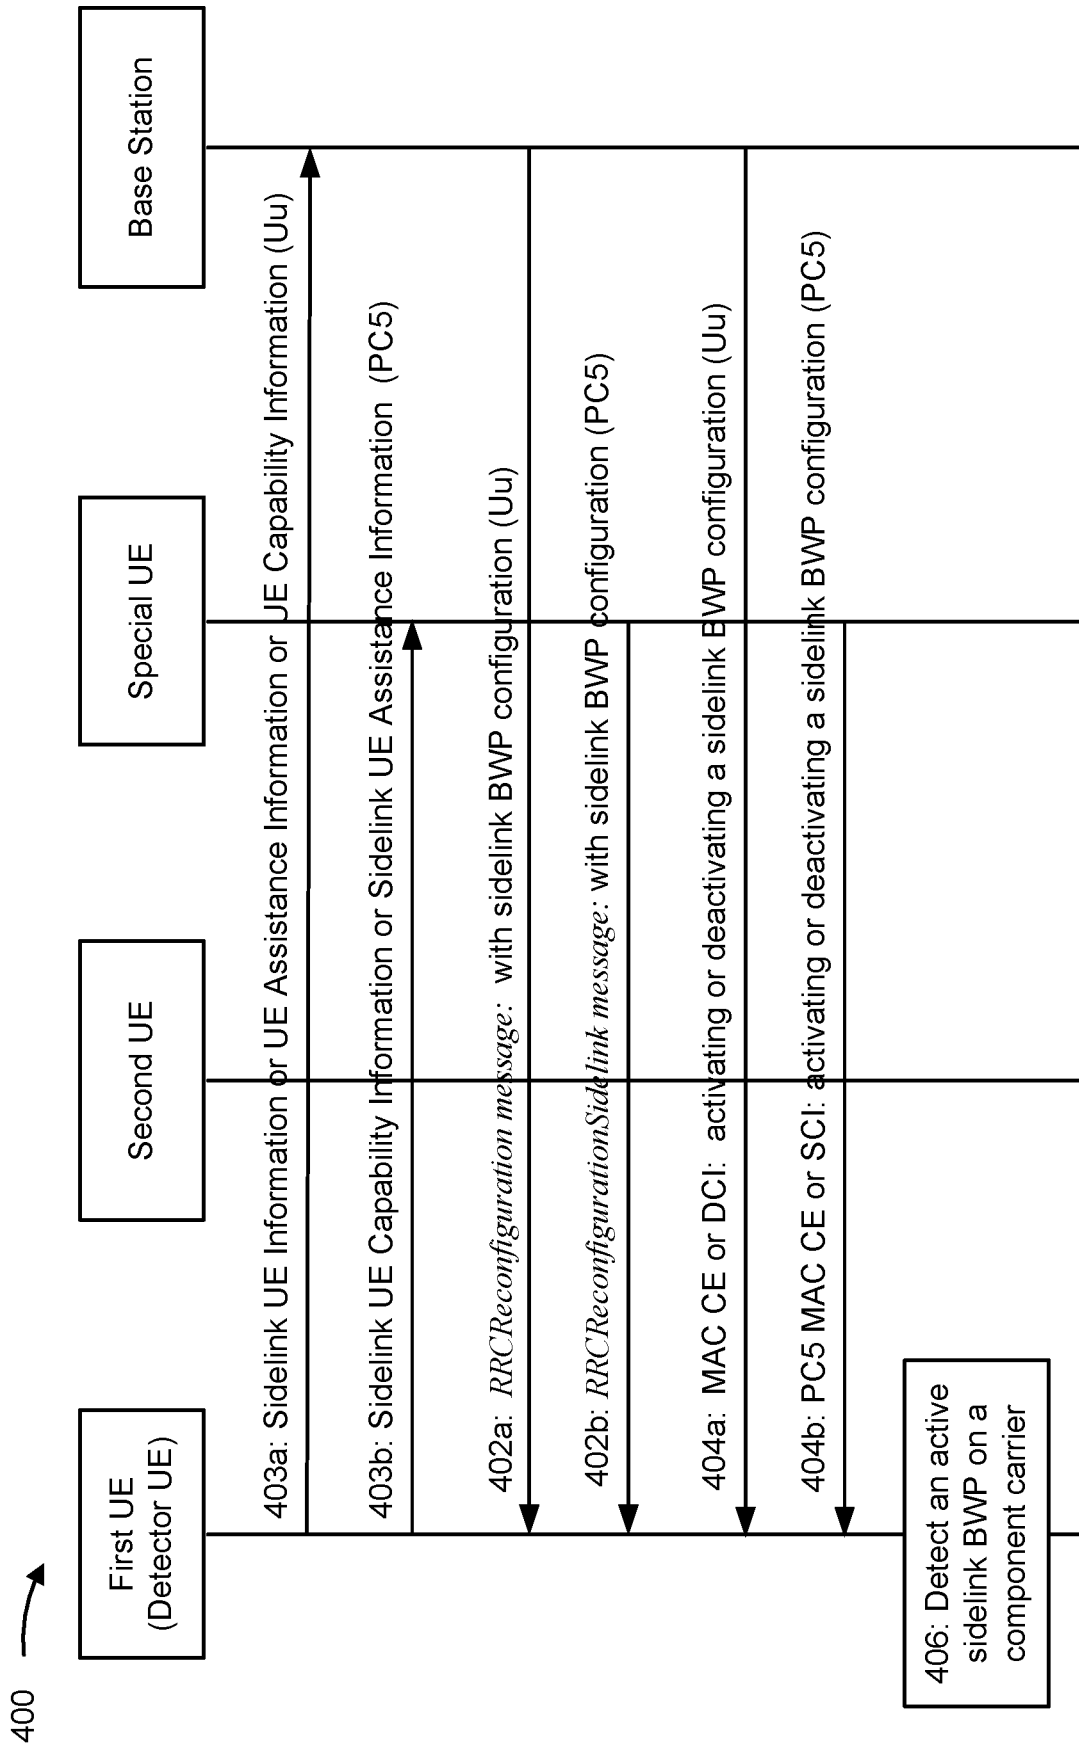 400
First UE
(Detector UE)
Second UE
Special UE
Base Station
403a: Sidelink UE Information or UE Assistance Information or UE Capability Information (Uu)
403b: Sidelink UE Capability Information or Sidelink UE Assistance Information (PC5)
402a: RRCReconfiguration message: with sidelink BWP configuration (Uu)
402b: RRCReconfigurationSidelink message: with sidelink BWP configuration (PC5)
404a: MAC CE or DCI: activating or deactivating a sidelink BWP configuration (Uu)
404b: PC5 MAC CE or SCI: activating or deactivating a sidelink BWP configuration (PC5)
406: Detect an active
sidelink BWP on a
component carrier